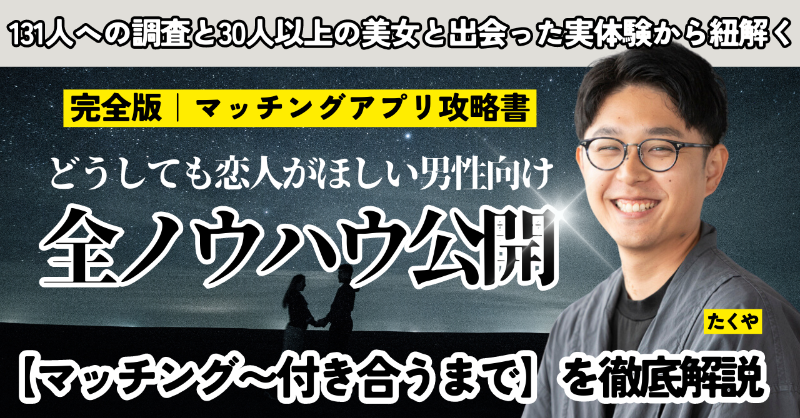 131人への調査と30人以上の美女と出会った実体験から紐解く
完全版｜マッチングアプリ攻略書
どうしても恋人がほしい男性向け
全ノウハウ公開
たくや
【マッチング〜付き合うまで】を徹底解説